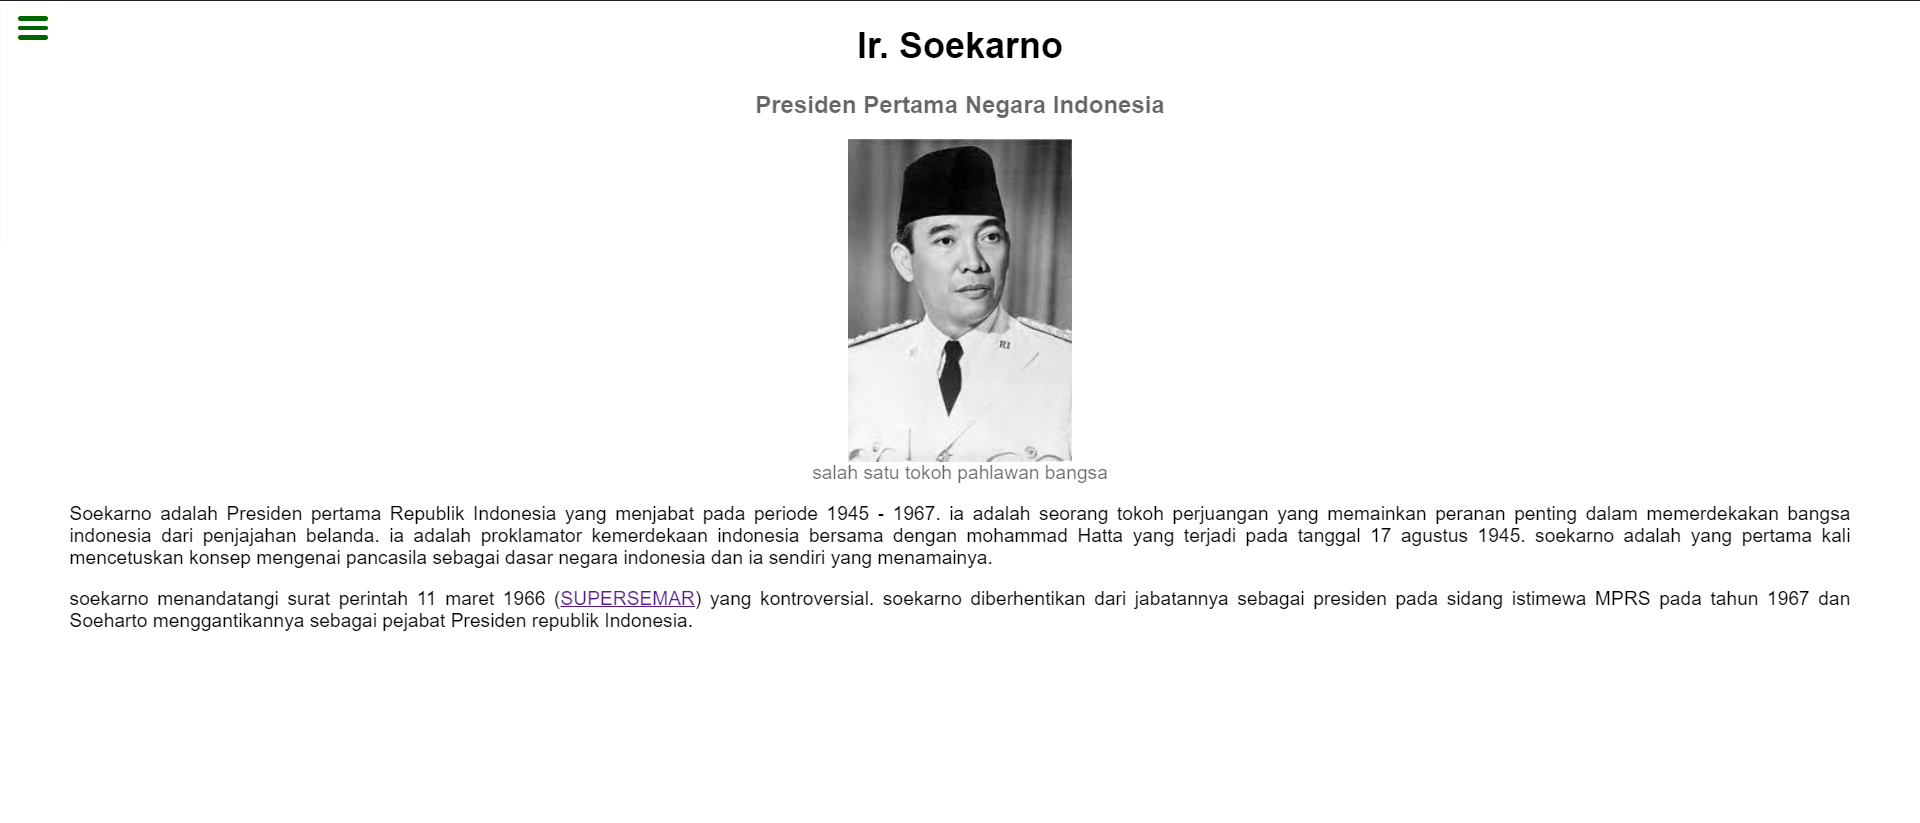 Ir. Soekarno
Presiden Pertama Negara Indonesia
RI
salah satu tokoh pahlawan bangsa
Soekarno adalah Presiden pertama Republik Indonesia yang menjabat pada periode 1945 - 1967. ia adalah seorang tokoh perjuangan yang memainkan peranan penting dalam memerdekakan bangsa
indonesia dari penjajahan belanda. ia adalah proklamator kemerdekaan indonesia bersama dengan mohammad Hatta yang terjadi pada tanggal 17 agustus 1945. soekarno adalah yang pertama kali
mencetuskan konsep mengenai pancasila sebagai dasar negara indonesia dan ia sendiri yang menamainya.
soekarno menandatangi surat perintah 11 maret 1966 (SUPERSEMAR) yang kontroversial. soekarno diberhentikan dari jabatannya sebagai presiden pada sidang istimewa MPRS pada tahun 1967 dan
Soeharto menggantikannya sebagai pejabat Presiden republik Indonesia.